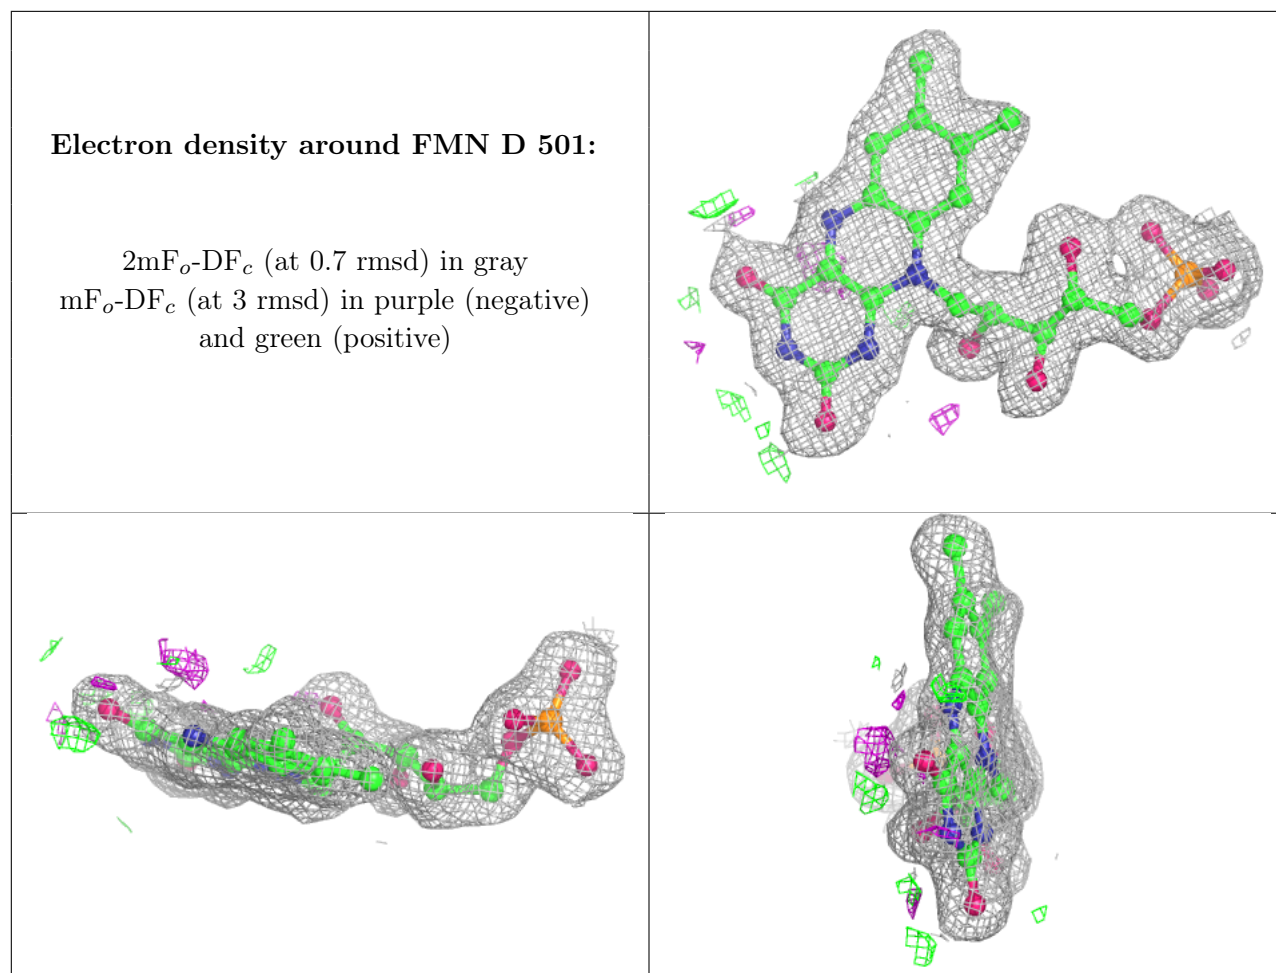 Electron density around FMN D 501:
2mFo-DFc (at 0.7 rmsd) in gray
mFo-DFc (at 3 rmsd) in purple (negative)
and green (positive)